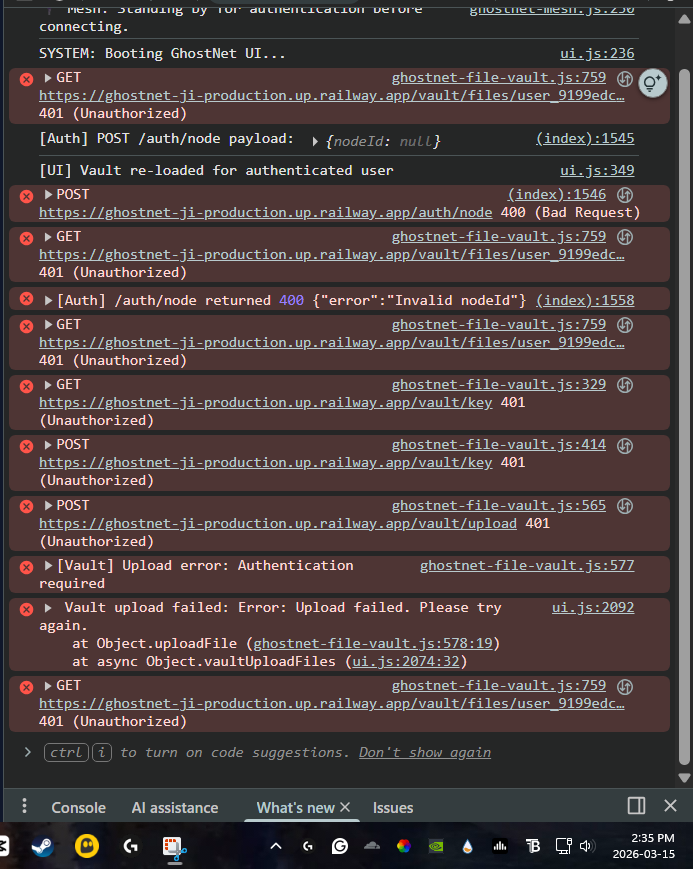 Mesh: Standing by for authentication before ghostnet-mesh.js:250
connecting.
SYSTEM: Booting GhostNet UI... ui.js:236
GET ghostnet-file-vault.js:759
https://ghostnet-ji-production.up.railway.app/vault/files/user_9199edc…
401 (Unauthorized)
[Auth] POST /auth/node payload: {nodeId: null} (index):1545
[UI] Vault re-loaded for authenticated user ui.js:349
POST (index):1546
https://ghostnet-ji-production.up.railway.app/auth/node 400 (Bad Request)
GET ghostnet-file-vault.js:759
https://ghostnet-ji-production.up.railway.app/vault/files/user_9199edc…
401 (Unauthorized)
[Auth] /auth/node returned 400 {"error":"Invalid nodeId"} (index):1558
GET ghostnet-file-vault.js:759
https://ghostnet-ji-production.up.railway.app/vault/files/user_9199edc…
401 (Unauthorized)
GET ghostnet-file-vault.js:329
https://ghostnet-ji-production.up.railway.app/vault/key 401
(Unauthorized)
POST ghostnet-file-vault.js:414
https://ghostnet-ji-production.up.railway.app/vault/key 401
(Unauthorized)
POST ghostnet-file-vault.js:565
https://ghostnet-ji-production.up.railway.app/vault/upload 401
(Unauthorized)
[Vault] Upload error: Authentication ghostnet-file-vault.js:577
required
Vault upload failed: Error: Upload failed. Please try ui.js:2092
again.
at Object.uploadFile (ghostnet-file-vault.js:578:19)
at async Object.vaultUploadFiles (ui.js:2074:32)
GET ghostnet-file-vault.js:759
https://ghostnet-ji-production.up.railway.app/vault/files/user_9199edc…
401 (Unauthorized)
ctrl i to turn on code suggestions. Don't show again
Console AI assistance What's new Issues
2:35 PM
2026-03-15